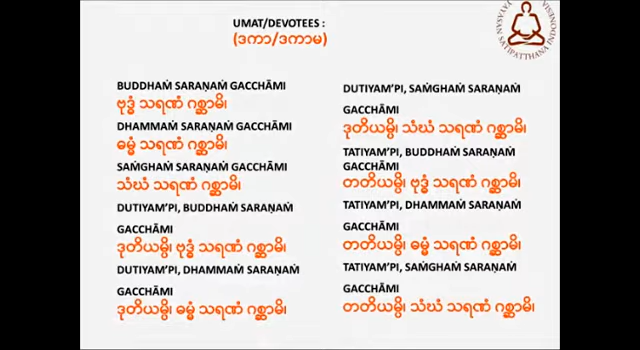 UMAT/DEVOTEES :
(ဒကာ/ဒကာမ)
YAYASAN SATIPATTHANA INDONESIA
BUDDHAṀ SARAṆAṀ GACCHĀMI
ဗုဒ္ဓံ သရဏံ ဂစ္ဆာမိ၊
DHAMMAṀ SARAṆAṀ GACCHĀMI
ဓမ္မံ သရဏံ ဂစ္ဆာမိ၊
SAṀGHAṀ SARAṆAṀ GACCHĀMI
သံဃံ သရဏံ ဂစ္ဆာမိ၊
DUTIYAM’PI, BUDDHAṀ SARAṆAṀ
GACCHĀMI
ဒုတိယမ္ပိ၊ ဗုဒ္ဓံ သရဏံ ဂစ္ဆာမိ၊
DUTIYAM’PI, DHAMMAṀ SARAṆAṀ
GACCHĀMI
ဒုတိယမ္ပိ၊ ဓမ္မံ သရဏံ ဂစ္ဆာမိ၊
DUTIYAM’PI, SAṀGHAṀ SARAṆAṀ
GACCHĀMI
ဒုတိယမ္ပိ၊ သံဃံ သရဏံ ဂစ္ဆာမိ၊
TATIYAM’PI, BUDDHAṀ SARAṆAṀ
GACCHĀMI
တတိယမ္ပိ၊ ဗုဒ္ဓံ သရဏံ ဂစ္ဆာမိ၊
TATIYAM’PI, DHAMMAṀ SARAṆAṀ
GACCHĀMI
တတိယမ္ပိ၊ ဓမ္မံ သရဏံ ဂစ္ဆာမိ၊
TATIYAM’PI, SAṀGHAṀ SARAṆAṀ
GACCHĀMI
တတိယမ္ပိ၊ သံဃံ သရဏံ ဂစ္ဆာမိ၊